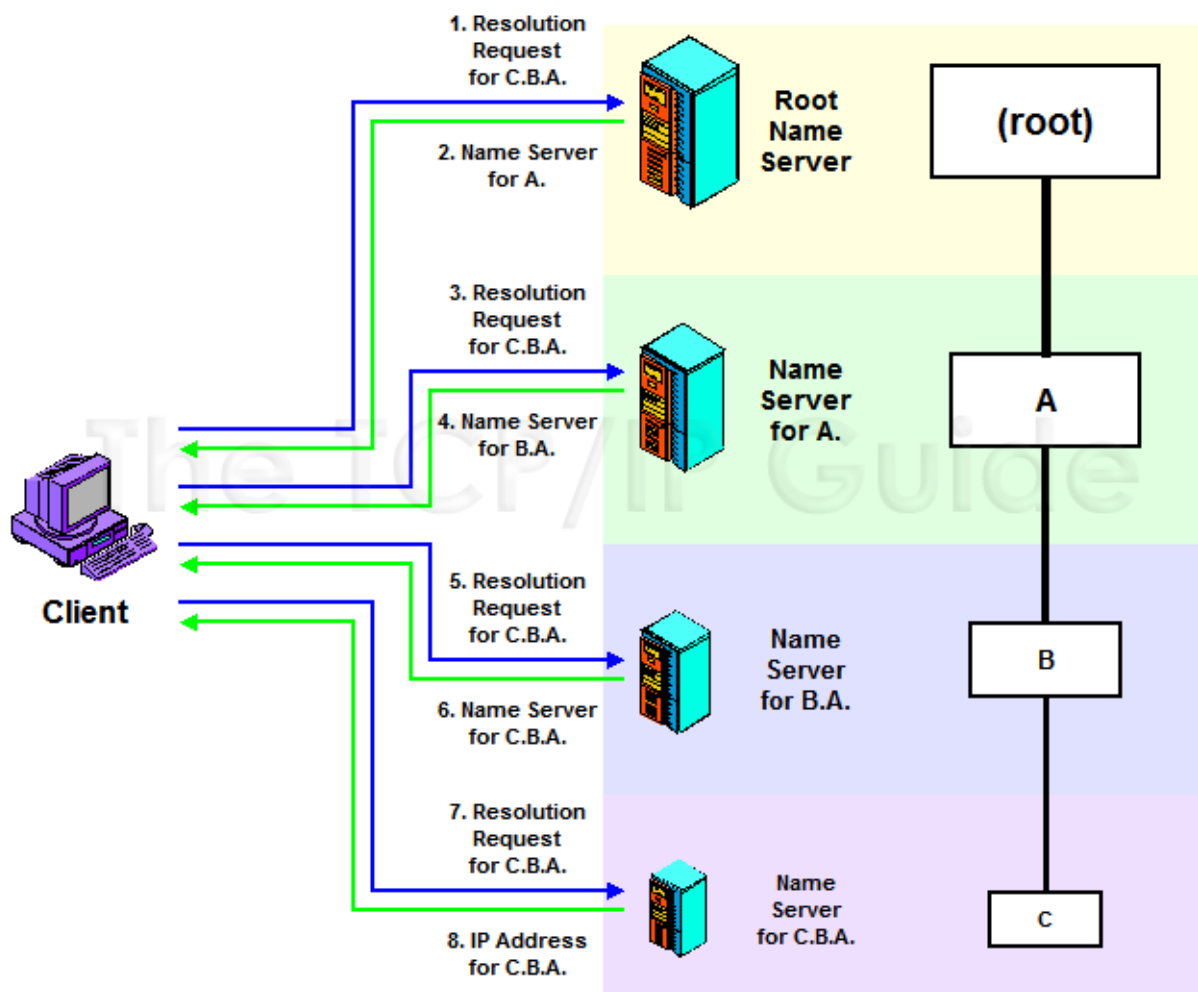 1. Resolution
Request
for C.B.A.
2. Name Server
for A.
Root
Name
Server
(root)
3. Resolution
Request
for C.B.A.
4. Name Server
for B.A.
Name
Server
for A.
A
The TCP/IP Guide
Client
5. Resolution
Request
for C.B.A.
6. Name Server
for C.B.A.
Name
Server
for B.A.
B
7. Resolution
Request
for C.B.A.
8. IP Address
for C.B.A.
Name
Server
for C.B.A.
C